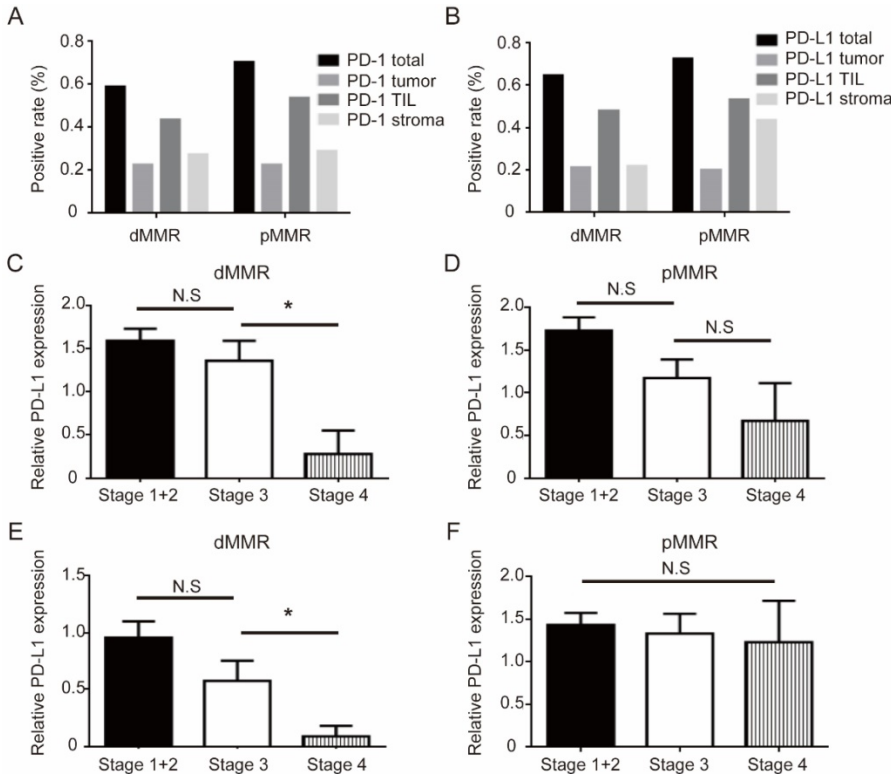 A
Positive rate (%)
0.8
0.6
0.4
0.2
0
PD-1 total
PD-1 tumor
PD-1 TIL
PD-1 stroma
dMMR
pMMR
B
Positive rate (%)
0.8
0.6
0.4
0.2
0
PD-L1 total
PD-L1 tumor
PD-L1 TIL
PD-L1 stroma
dMMR
pMMR
C
dMMR
Relative PD-L1 expression
2.0
1.5
1.0
0.5
0
N.S
*
Stage 1+2
Stage 3
Stage 4
D
pMMR
Relative PD-L1 expression
2.0
1.5
1.0
0.5
0
N.S
N.S
Stage 1+2
Stage 3
Stage 4
E
dMMR
Relative PD-L1 expression
1.5
1.0
0.5
0
N.S
*
Stage 1+2
Stage 3
Stage 4
F
pMMR
Relative PD-L1 expression
2.0
1.5
1.0
0.5
0
N.S
Stage 1+2
Stage 3
Stage 4